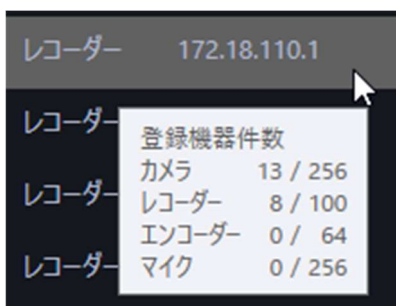 レコーダー 172.18.110.1
レコーダー
登録機器件数
カメラ 13 / 256
レコーダー
レコーダー 8 / 100
エンコーダー 0 / 64
レコーダー
マイク 0 / 256